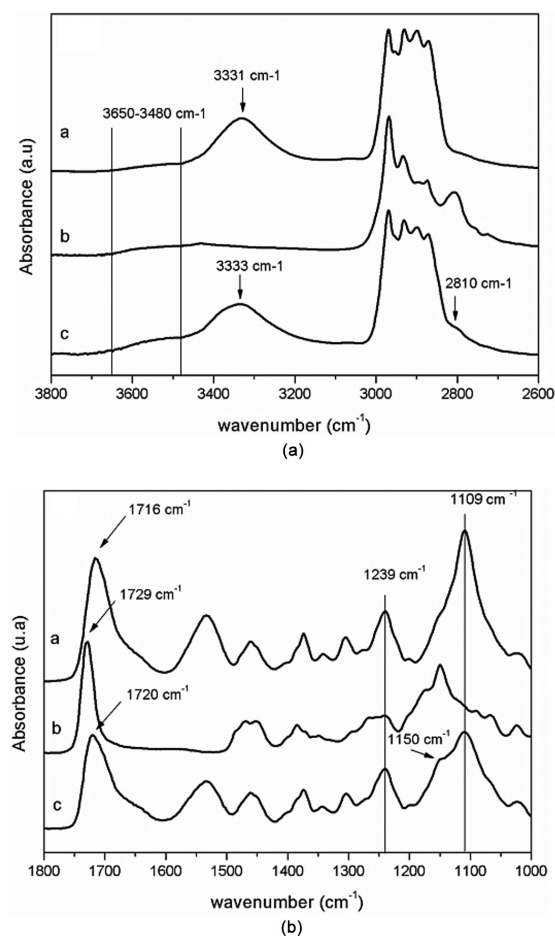 3331 cm-1
3650-3480 cm-1
a
b
3333 cm-1
2810 cm-1
c
Absorbance (a.u)
3800 3600 3400 3200 3000 2800 2600
wavenumber (cm-1)
(a)
1716 cm-1
1109 cm-1
1729 cm-1
1239 cm-1
a
1720 cm-1
b
1150 cm-1
c
Absorbance (u.a)
1800 1700 1600 1500 1400 1300 1200 1100 1000
wavenumber (cm-1)
(b)